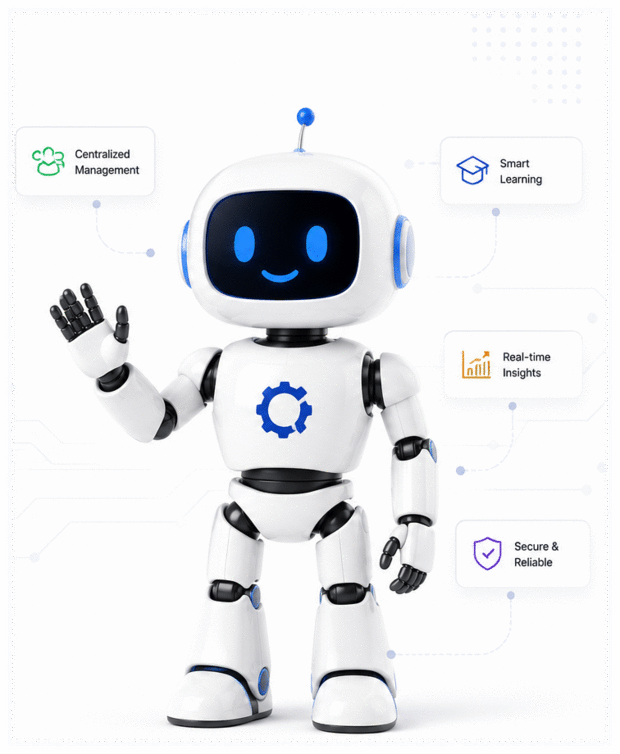 Centralized
Management
Smart
Learning
Real-time
Insights
Secure &
Reliable